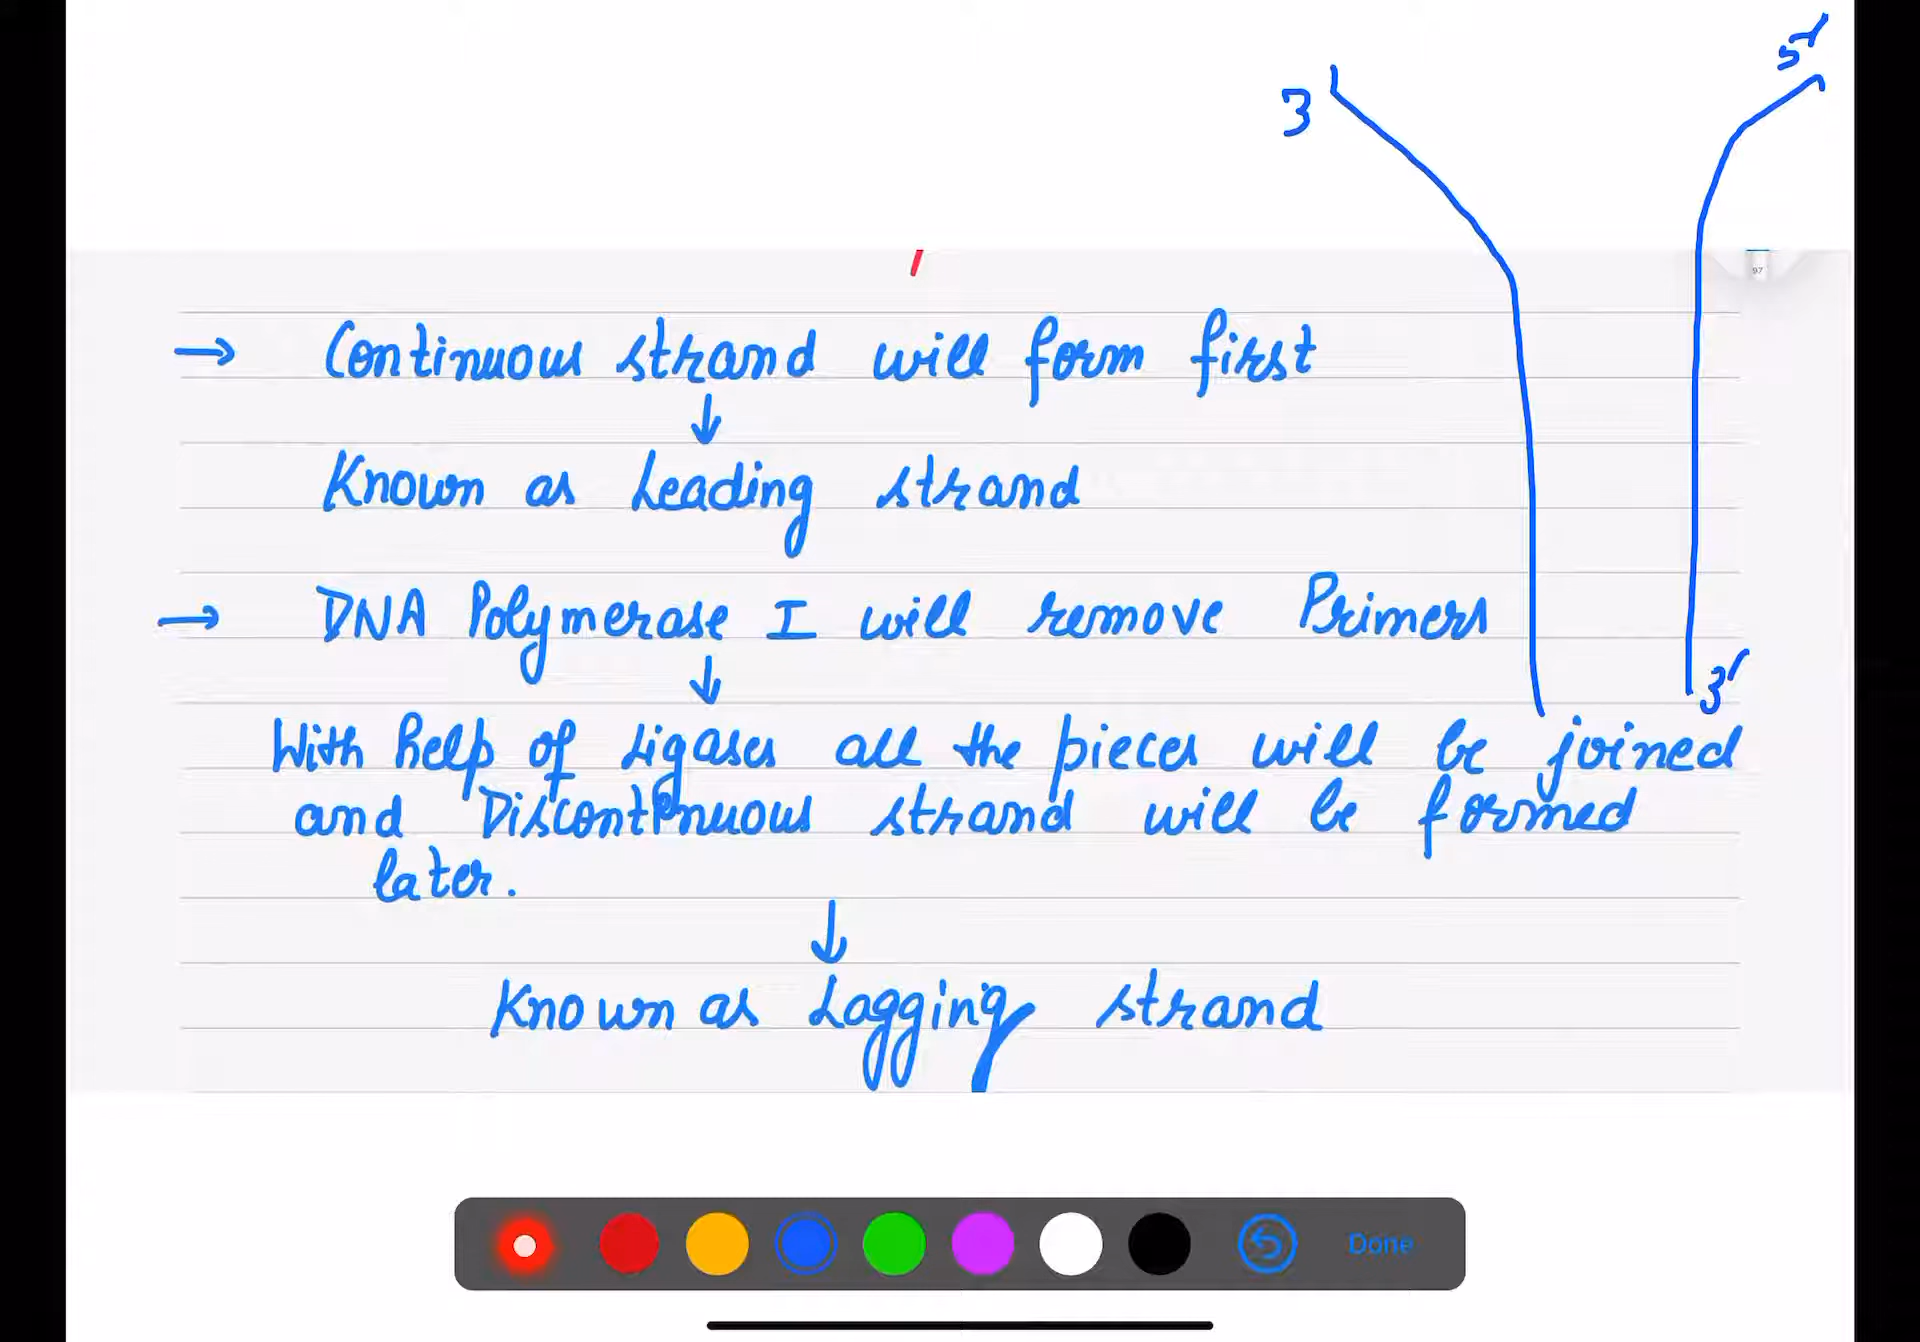 5'
3
97
→ Continuous strand will form first
↓
Known as Leading strand
→ DNA Polymerase I will remove Primers
↓
3'
With help of Ligases all the pieces will be joined
and Discontinuous strand will be formed
later.
↓
Known as Lagging strand
Done